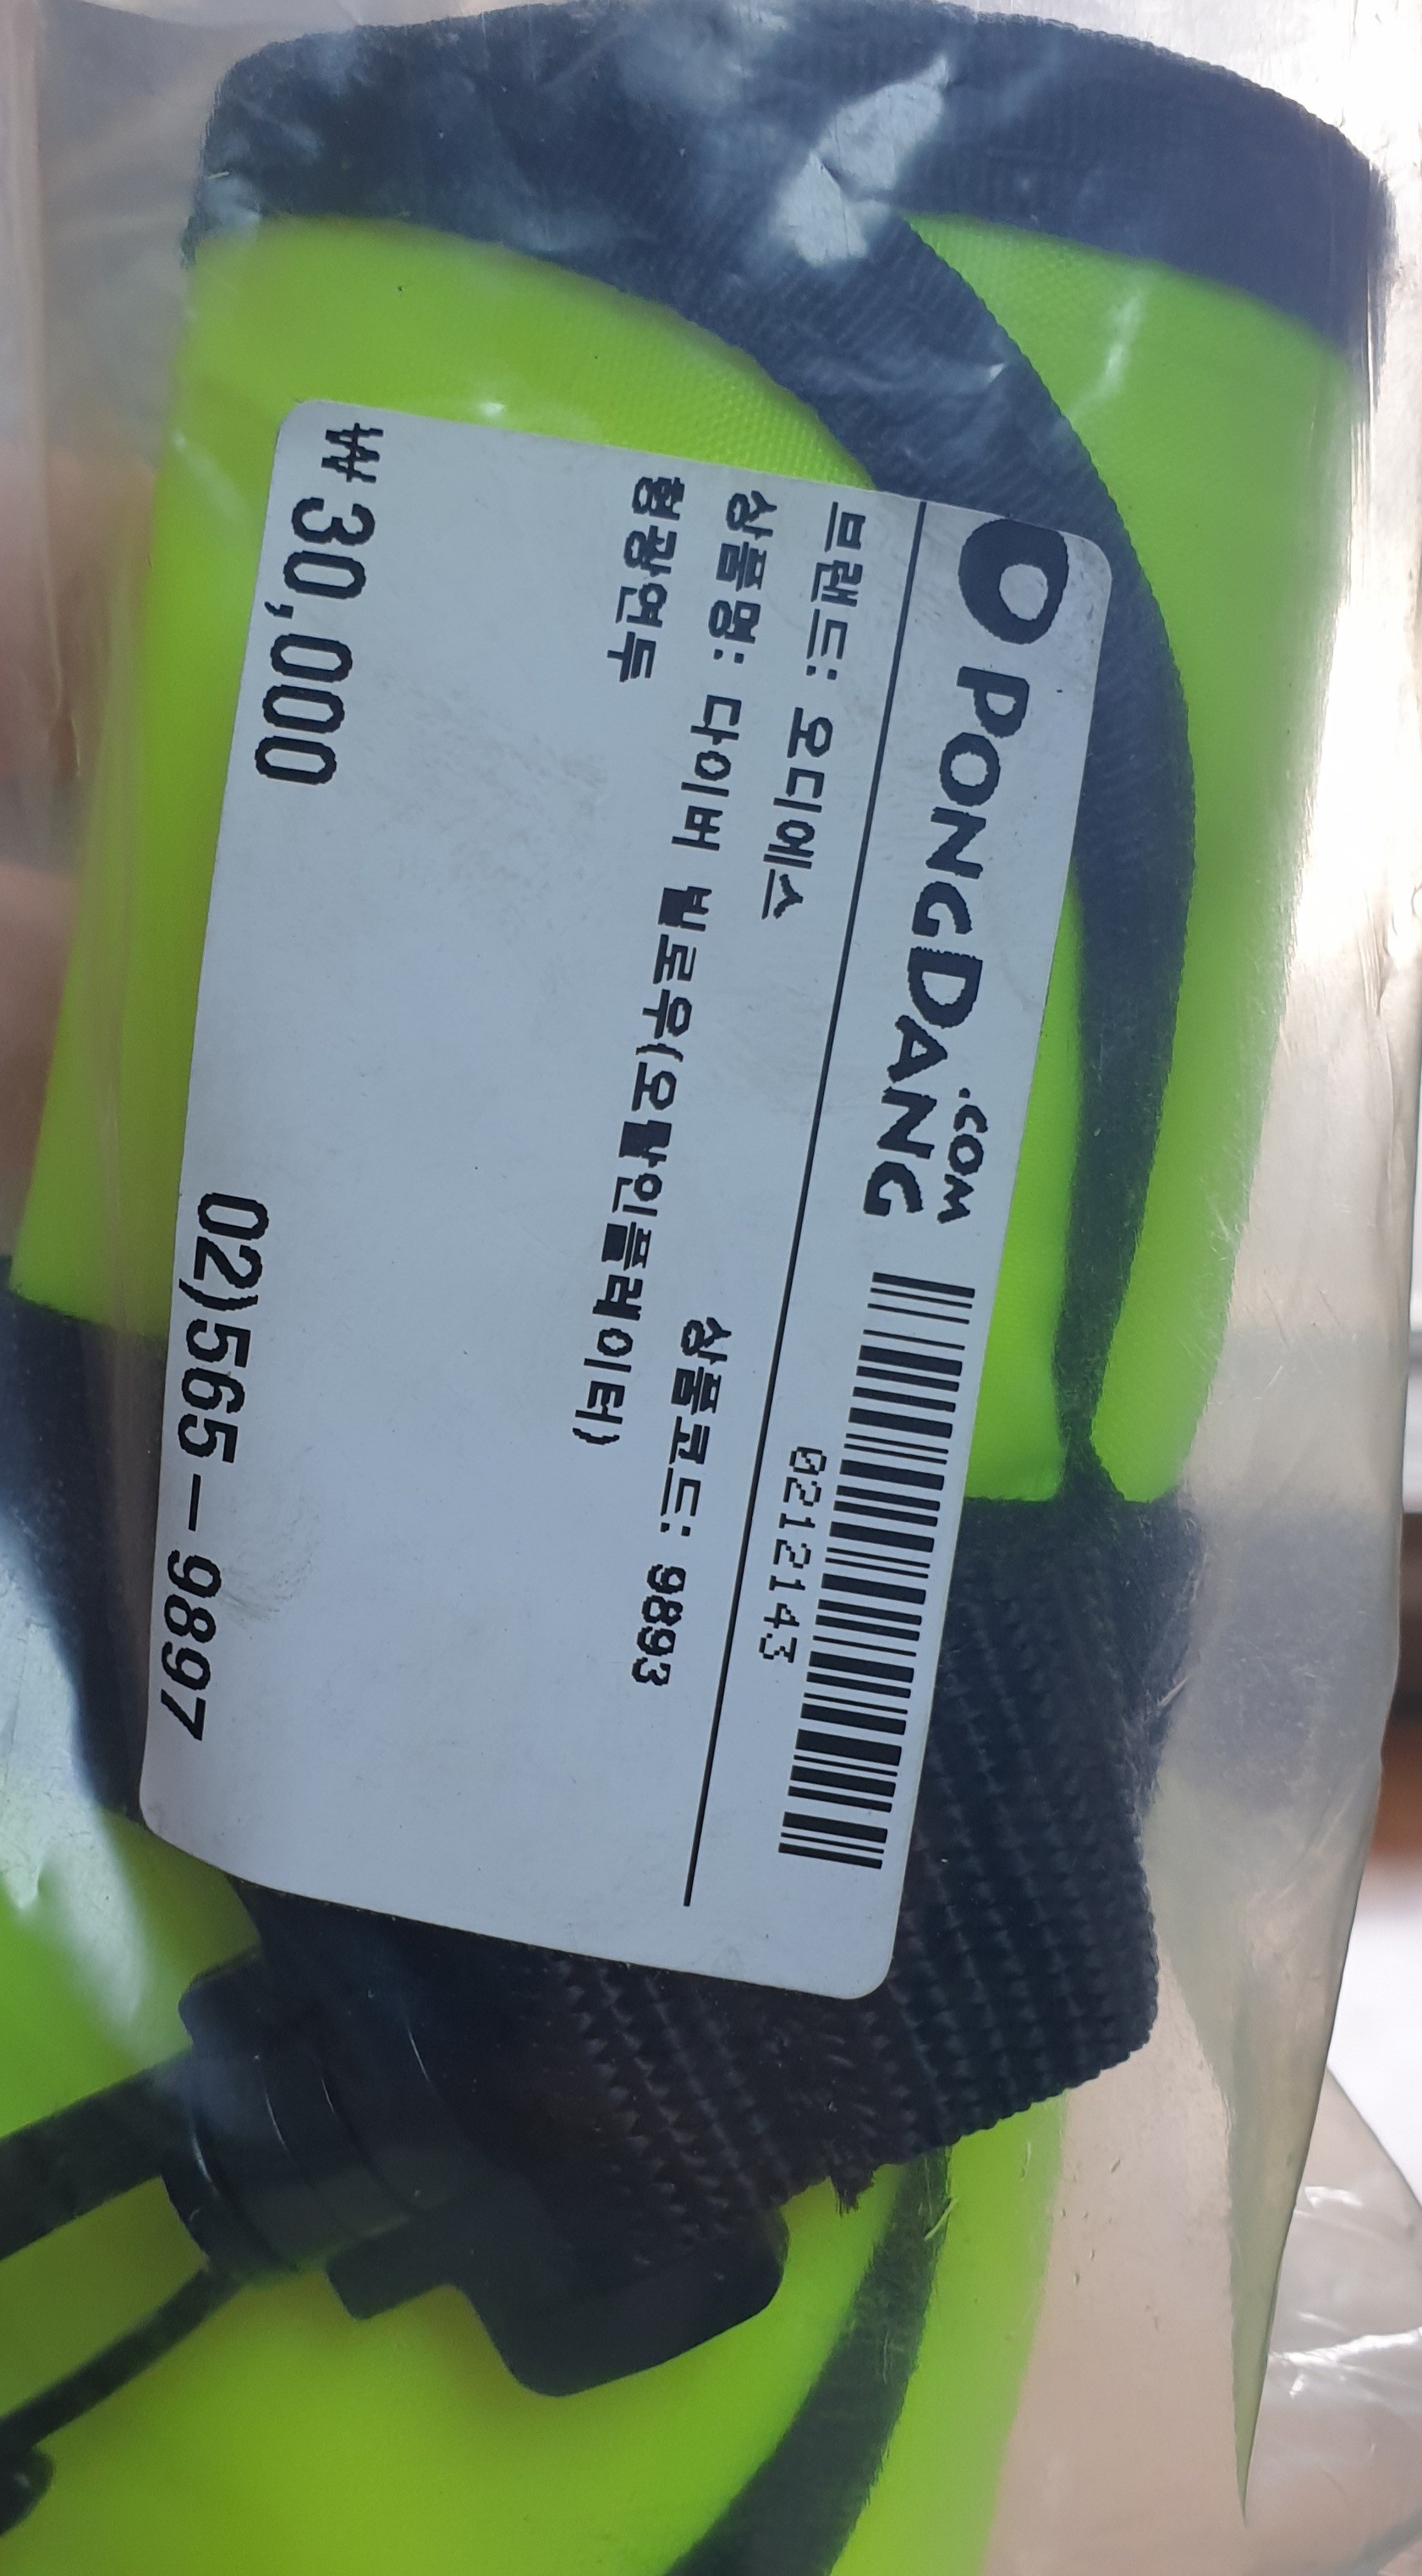 PONGDANG.COM
0212143
브랜드: 오디에스
상품코드: 9893
상품명: 다이버 빌로우(오랄인플레이터)
형광연두
₩30,000
02)565-9897